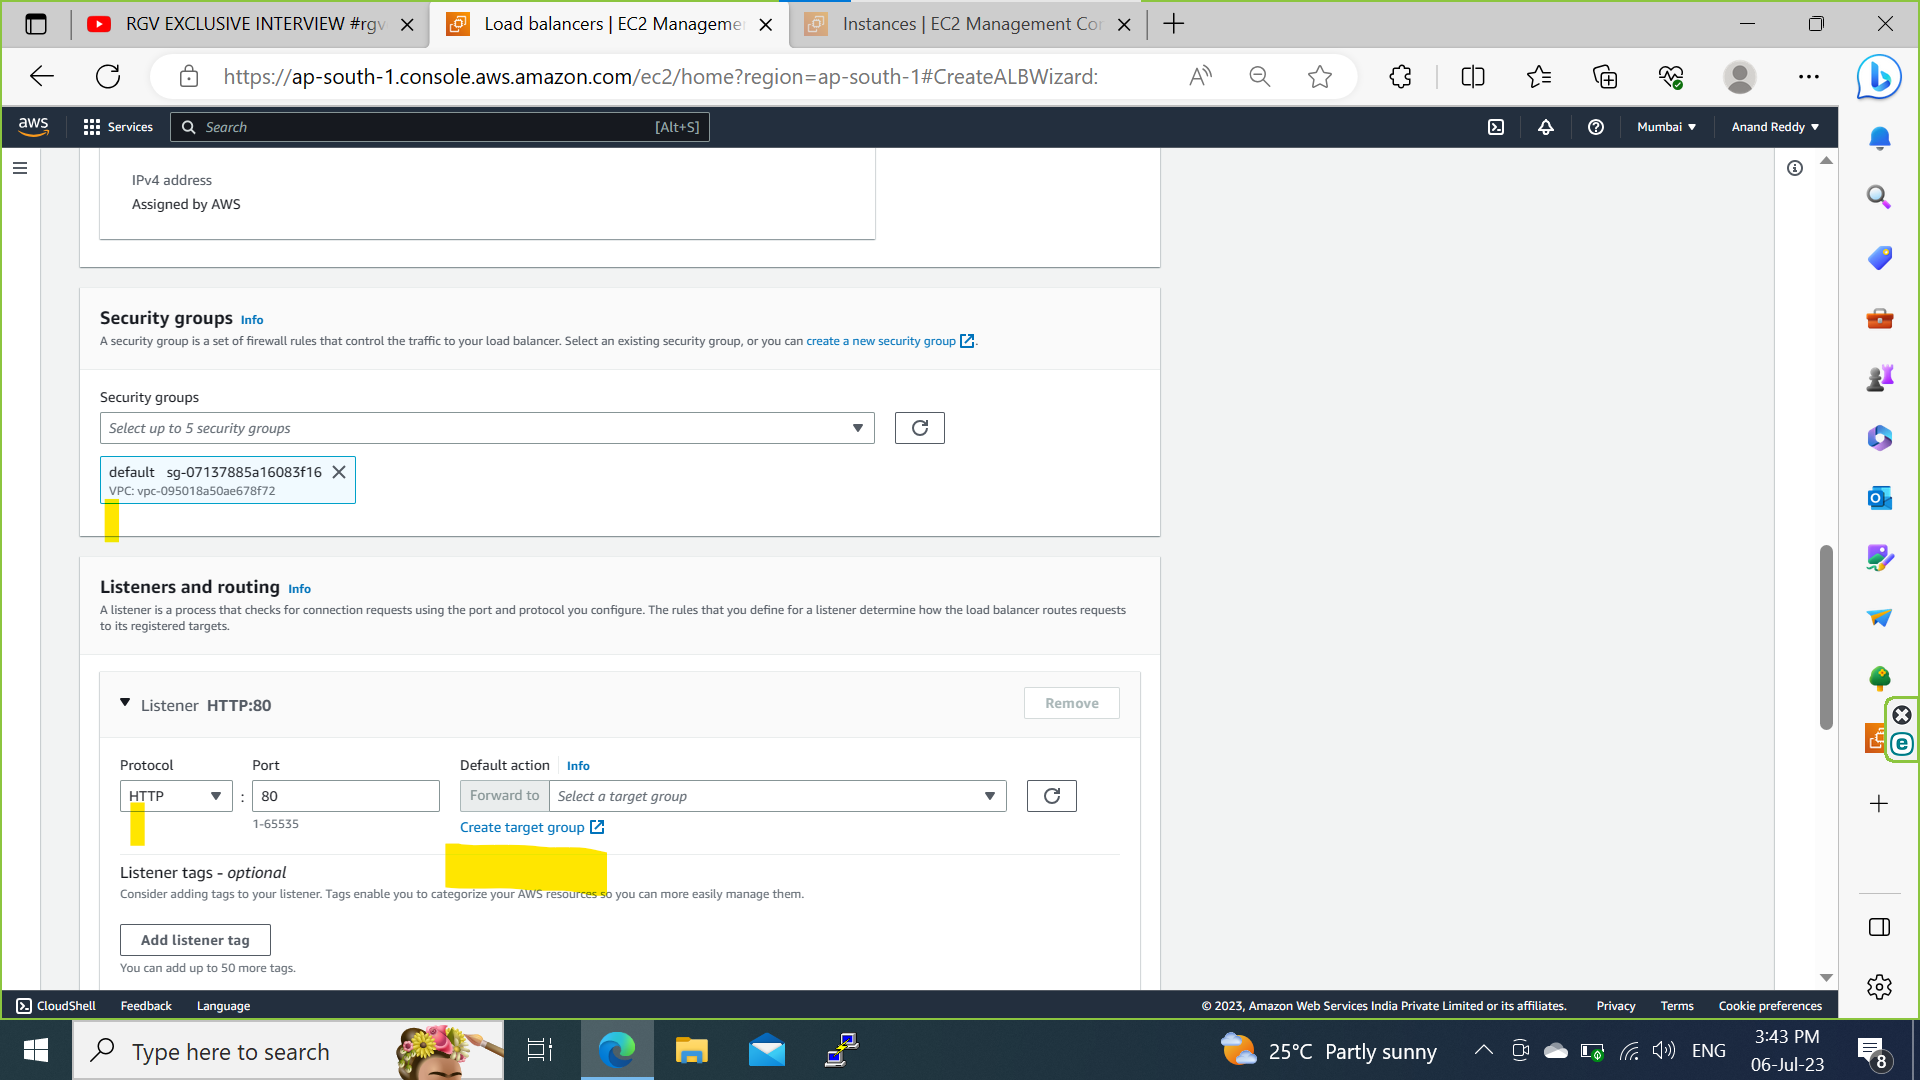 RGV EXCLUSIVE INTERVIEW #rgv
Load balancers | EC2 Manageme
Instances | EC2 Management Co
https://ap-south-1.console.aws.amazon.com/ec2/home?region=ap-south-1#CreateALBWizard:
aws
Services
Search
[Alt+S]
Mumbai
Anand Reddy
IPv4 address
Assigned by AWS
Security groups Info
A security group is a set of firewall rules that control the traffic to your load balancer. Select an existing security group, or you can create a new security group.
Security groups
Select up to 5 security groups
default sg-07137885a16083f16
VPC: vpc-095018a50ae678f72
Listeners and routing Info
A listener is a process that checks for connection requests using the port and protocol you configure. The rules that you define for a listener determine how the load balancer routes requests
to its registered targets.
Listener HTTP:80
Remove
Protocol
Port
Default action
Info
HTTP
:
80
Forward to
Select a target group
1-65535
Create target group
Listener tags - optional
Consider adding tags to your listener. Tags enable you to categorize your AWS resources so you can more easily manage them.
Add listener tag
You can add up to 50 more tags.
CloudShell
Feedback
Language
© 2023, Amazon Web Services India Private Limited or its affiliates.
Privacy
Terms
Cookie preferences
Type here to search
25°C Partly sunny
ENG
3:43 PM
06-Jul-23
8